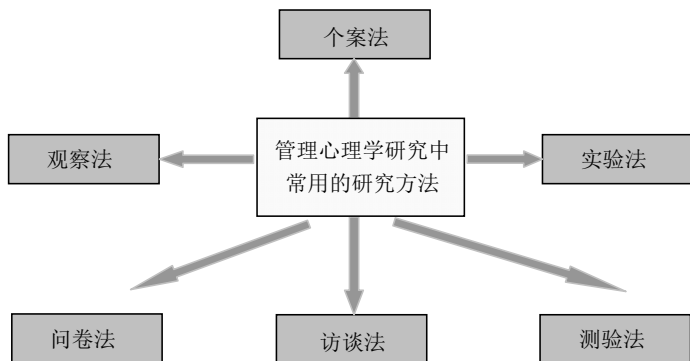 个案法
观察法
管理心理学研究中
常用的研究方法
实验法
问卷法
访谈法
测验法